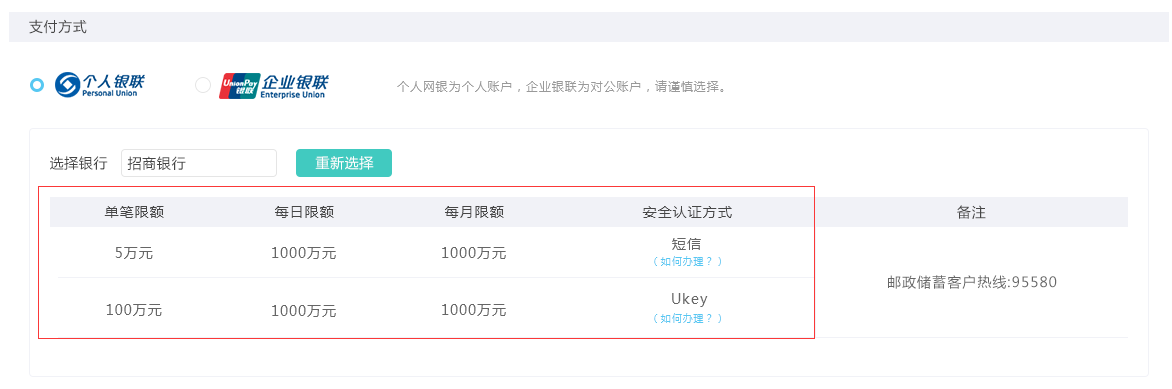 支付方式
个人银联 Personal Union
UnionPay 银联 企业银联 Enterprise Union
个人网银为个人账户，企业银联为对公账户，请谨慎选择。
选择银行 招商银行 重新选择
单笔限额 每日限额 每月限额 安全认证方式 备注
5万元 1000万元 1000万元 短信
（如何办理？）
邮政储蓄客户热线:95580
100万元 1000万元 1000万元 Ukey
（如何办理？）